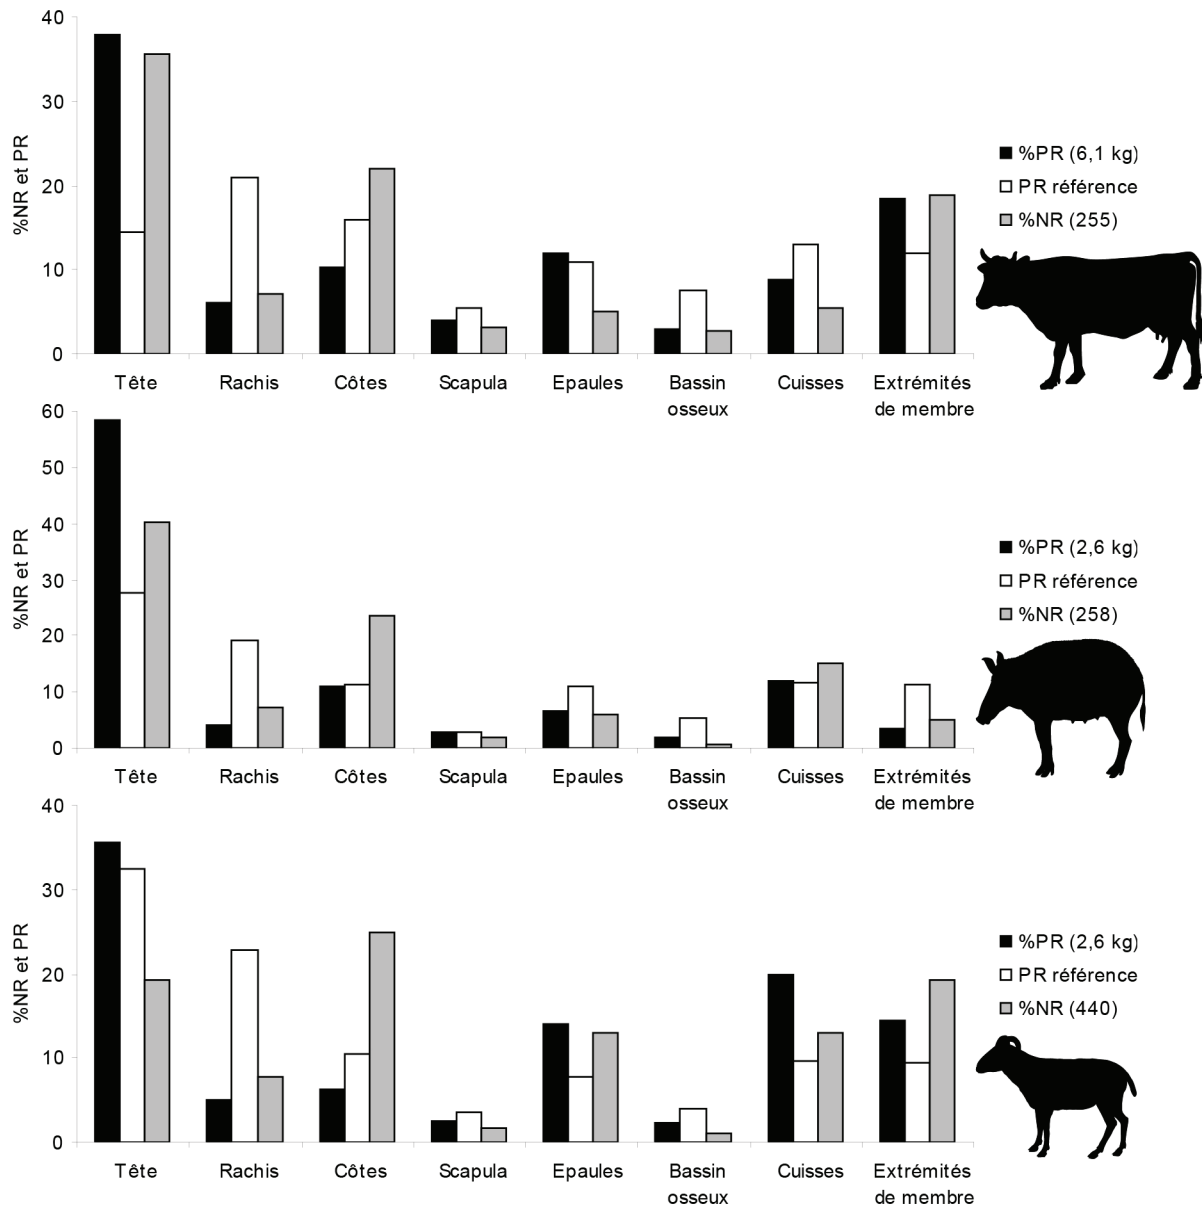 40
30
20
10
0
%NR et PR
Tête Rachis Côtes Scapula Epaules Bassin osseux Cuisses Extrémités de membre
%PR (6,1 kg)
PR référence
%NR (255)
60
50
40
30
20
10
0
%NR et PR
Tête Rachis Côtes Scapula Epaules Bassin osseux Cuisses Extrémités de membre
%PR (2,6 kg)
PR référence
%NR (258)
40
30
20
10
0
%NR et PR
Tête Rachis Côtes Scapula Epaules Bassin osseux Cuisses Extrémités de membre
%PR (2,6 kg)
PR référence
%NR (440)